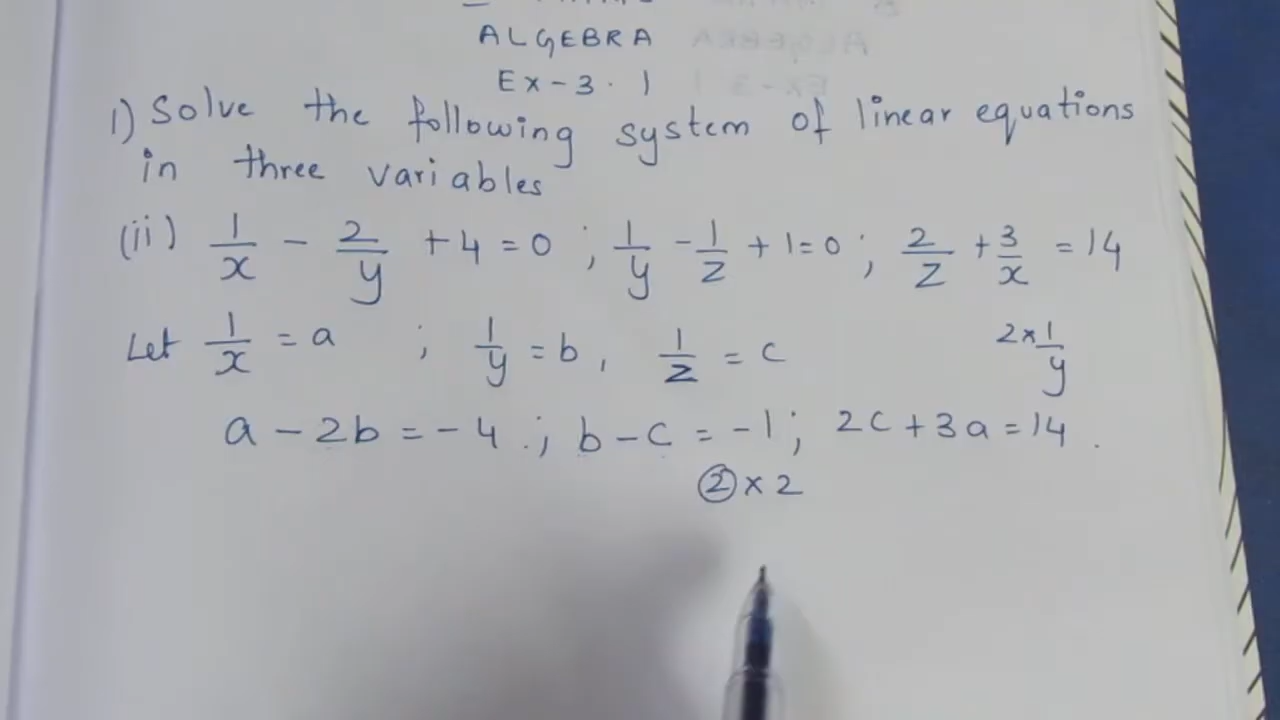 ALGEBRA
Ex-3.1
1) Solve the following system of linear equations
in three variables
(ii) 1/x - 2/y + 4 = 0 ; 1/y - 1/z + 1 = 0 ; 2/z + 3/x = 14
Let 1/x = a ; 1/y = b , 1/z = c 2 × 1/y
a - 2b = -4 .; b - c = -1 ; 2c + 3a = 14 .
② × 2